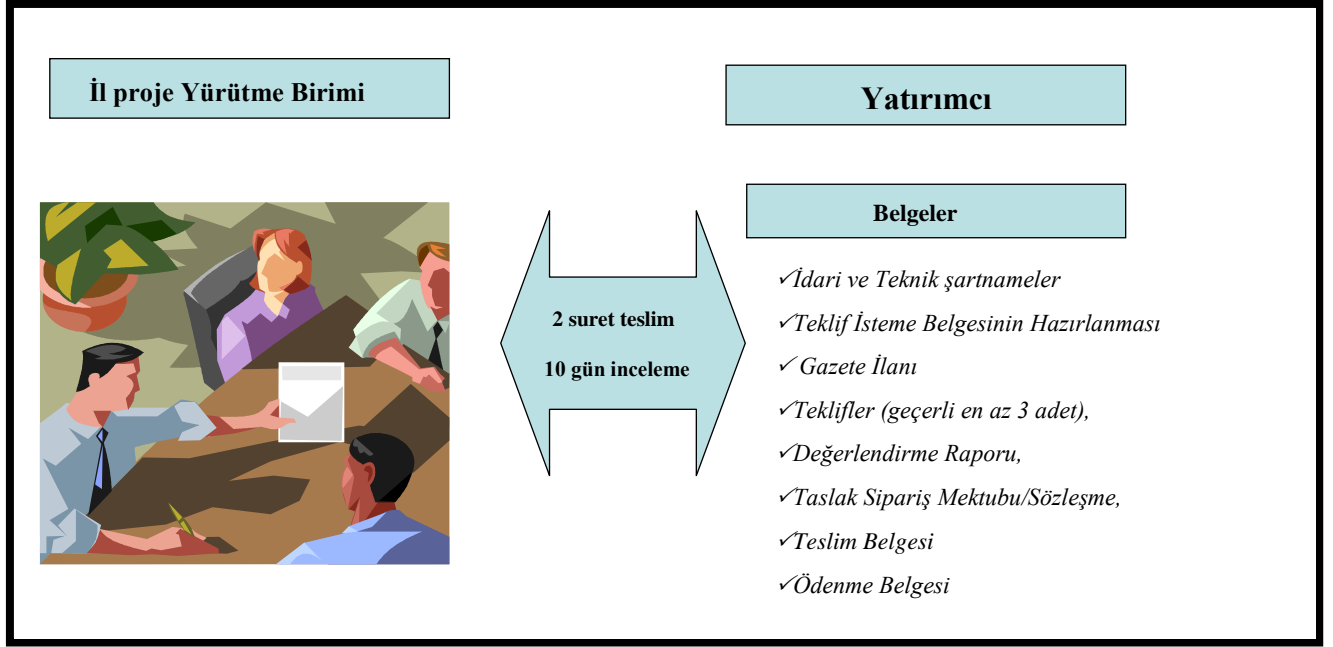 İl proje Yürütme Birimi
Yatırımcı
Belgeler
2 suret teslim
10 gün inceleme
✓İdari ve Teknik şartnameler
✓Teklif İsteme Belgesinin Hazırlanması
✓ Gazete İlanı
✓Teklifler (geçerli en az 3 adet),
✓Değerlendirme Raporu,
✓Taslak Sipariş Mektubu/Sözleşme,
✓Teslim Belgesi
✓Ödenme Belgesi